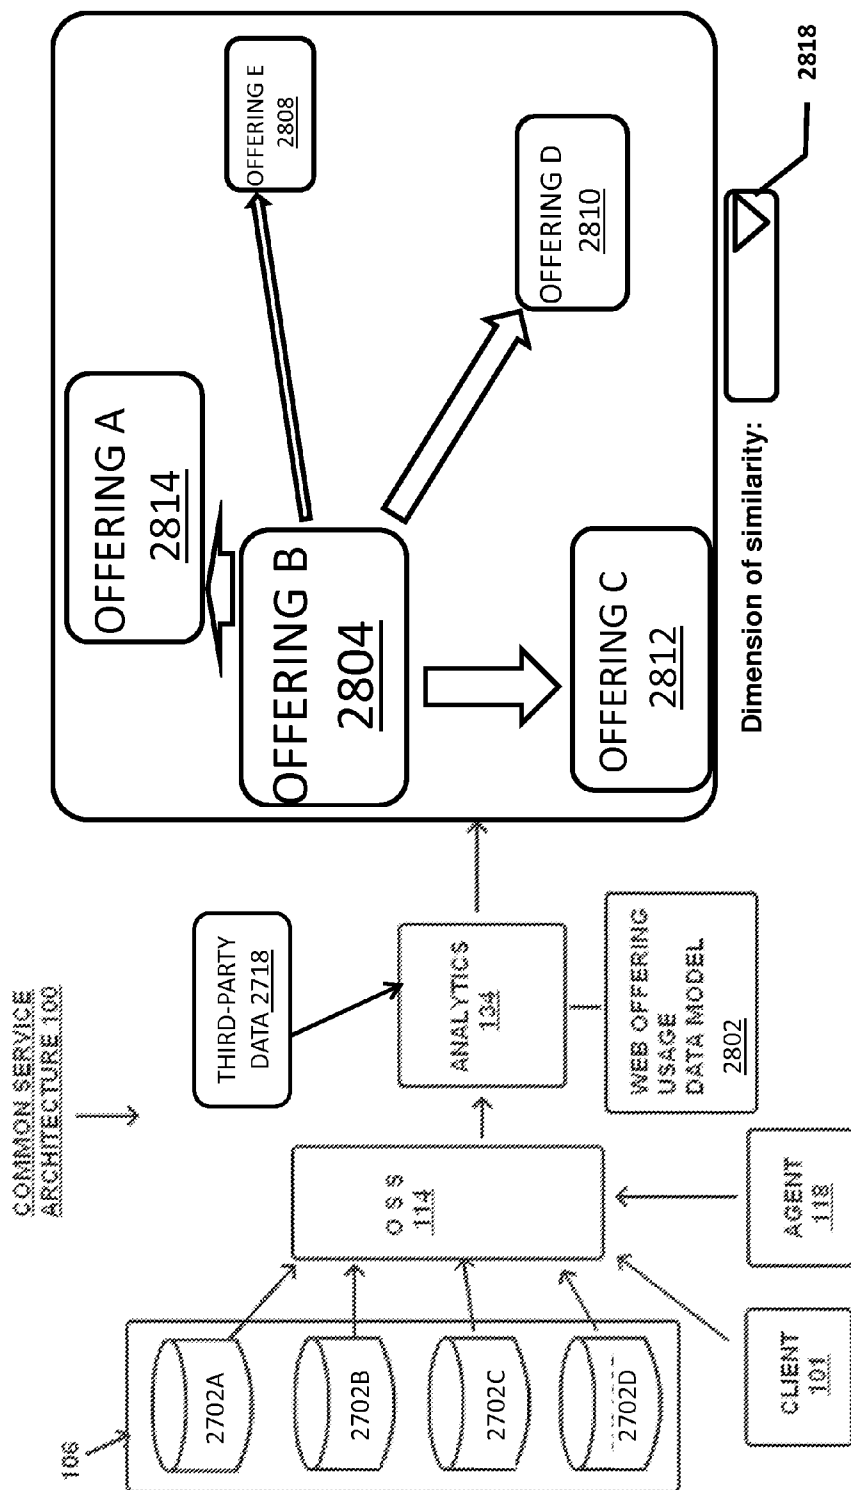 COMMON SERVICE
ARCHITECTURE 100
106
2702A
2702B
2702C
2702D
CLIENT
101
AGENT
118
OSS
114
THIRD-PARTY
DATA 2718
ANALYTICS
134
WEB OFFERING
USAGE
DATA MODEL
2802
OFFERING A
2814
OFFERING B
2804
OFFERING C
2812
OFFERING D
2810
OFFERING E
2808
Dimension of similarity:
2818